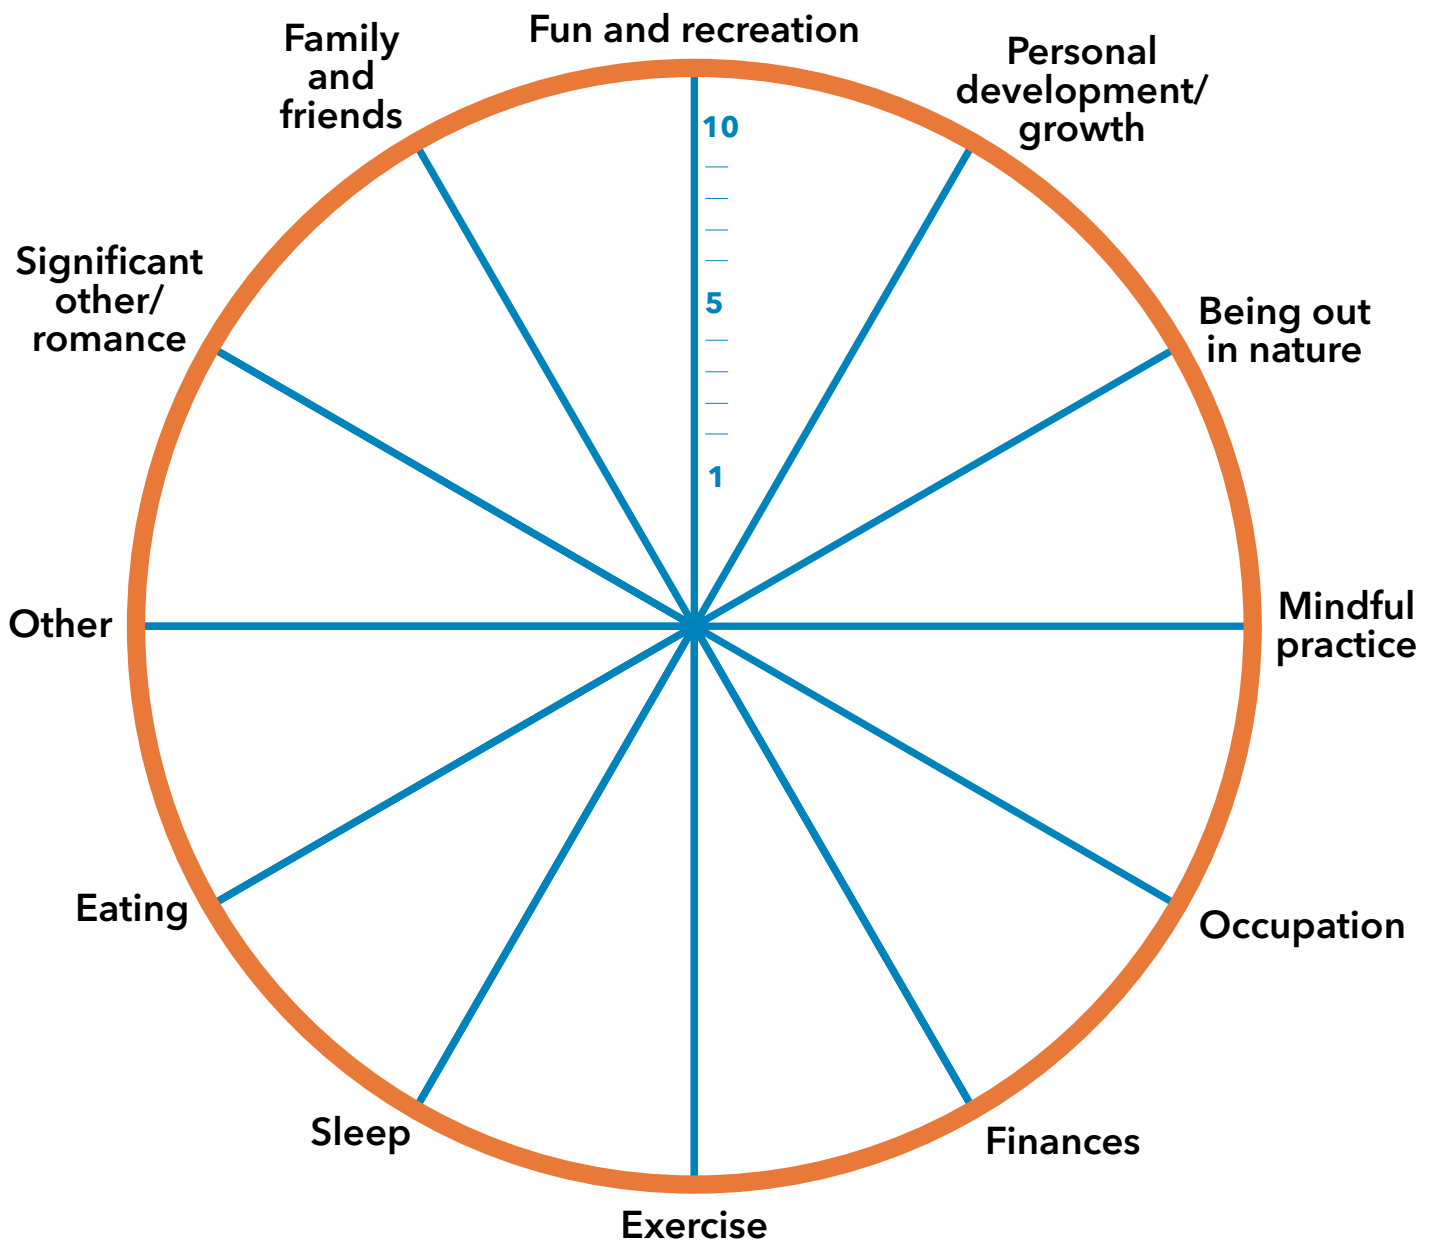 Fun and recreation
Personal
development/
growth
Being out
in nature
Mindful
practice
Occupation
Finances
Exercise
Sleep
Eating
Other
Significant
other/
romance
Family
and
friends
10
5
1